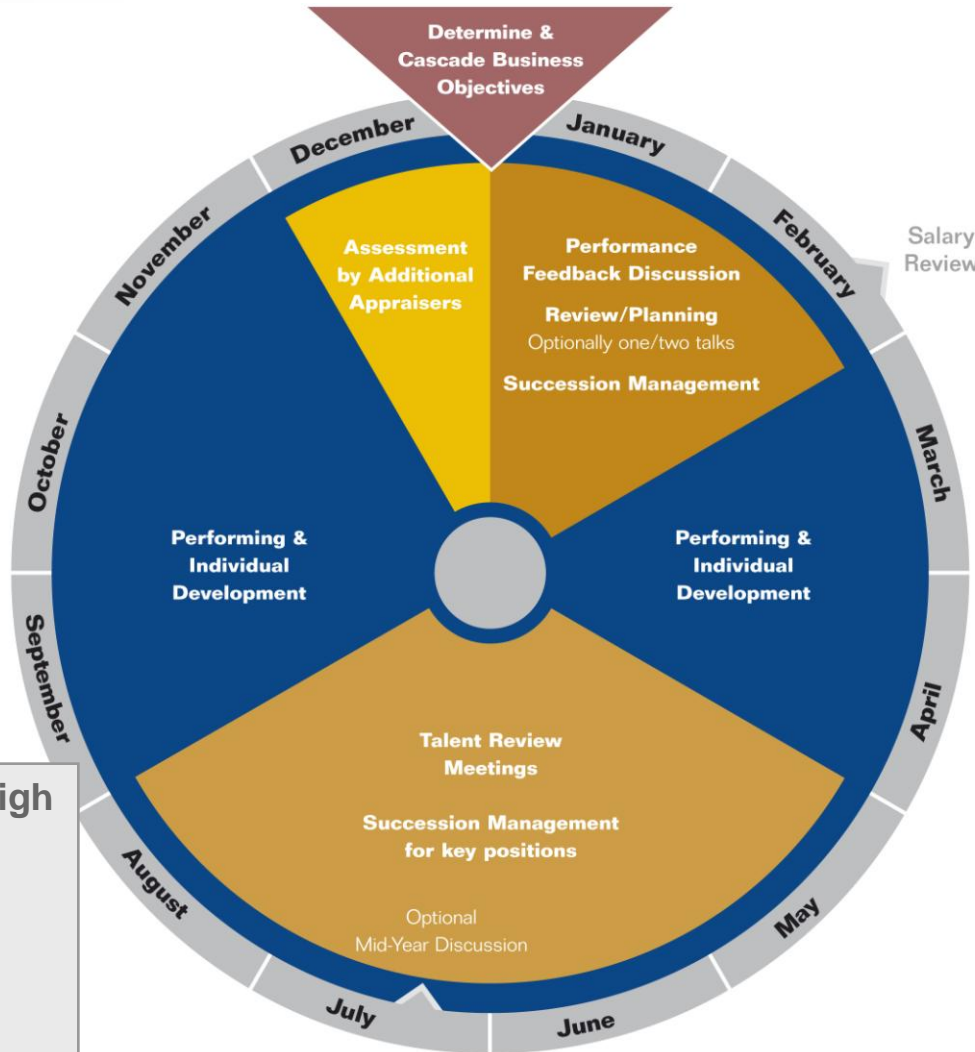 Determine &
Cascade Business
Objectives
December
January
November
February
Salary
Review
Assessment
by Additional
Appraisers
Performance
Feedback Discussion
Review/Planning
Optionally one/two talks
Succession Management
October
March
Performing &
Individual
Development
Performing &
Individual
Development
September
April
Talent Review
Meetings
Succession Management
for key positions
Optional
Mid-Year Discussion
igh
August
May
July
June